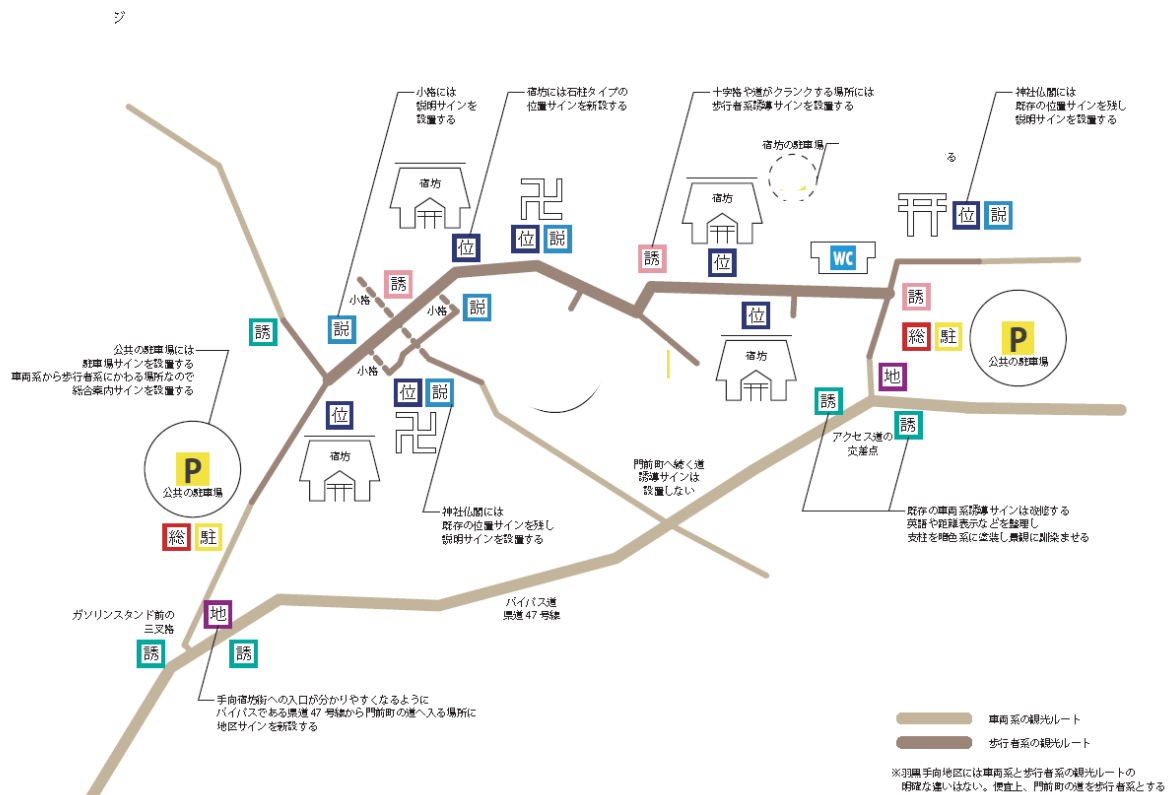 ジ
小路には
説明サインを
設置する
宿坊には石柱タイプの
位置サインを新設する
十字路や道がクランクする場所には
歩行者系誘導サインを設置する
神社仏閣には
既存の位置サインを残し
説明サインを設置する
宿坊の駐車場
る
宿坊
宿坊
位
位
説
位
説
誘
位
WC
誘
小路
小路
説
説
誘
位
誘
総
駐
P
公共の駐車場
公共の駐車場には
駐車場サインを設置する
車両系から歩行者系にかわる場所なので
総合案内サインを設置する
小路
宿坊
地
位
説
位
誘
誘
アクセス道の
交差点
宿坊
P
公共の駐車場
門前町へ続く道
誘導サインは
設置しない
神社仏閣には
既存の位置サインを残し
説明サインを設置する
既存の車両系誘導サインは改修する
英語や距離表示などを整理し
支柱を暗色系に塗装し景観に馴染ませる
総
駐
バイパス道
県道47号線
ガソリンスタンド前の
三叉路
地
誘
誘
手向宿坊街への入口が分かりやすくなるように
バイパスである県道47号線から門前町の道へ入る場所に
地区サインを新設する
車両系の観光ルート
歩行者系の観光ルート
※羽黒手向地区には車両系と歩行者系の観光ルートの
明確な違いはない。便宜上、門前町の道を歩行者系とする